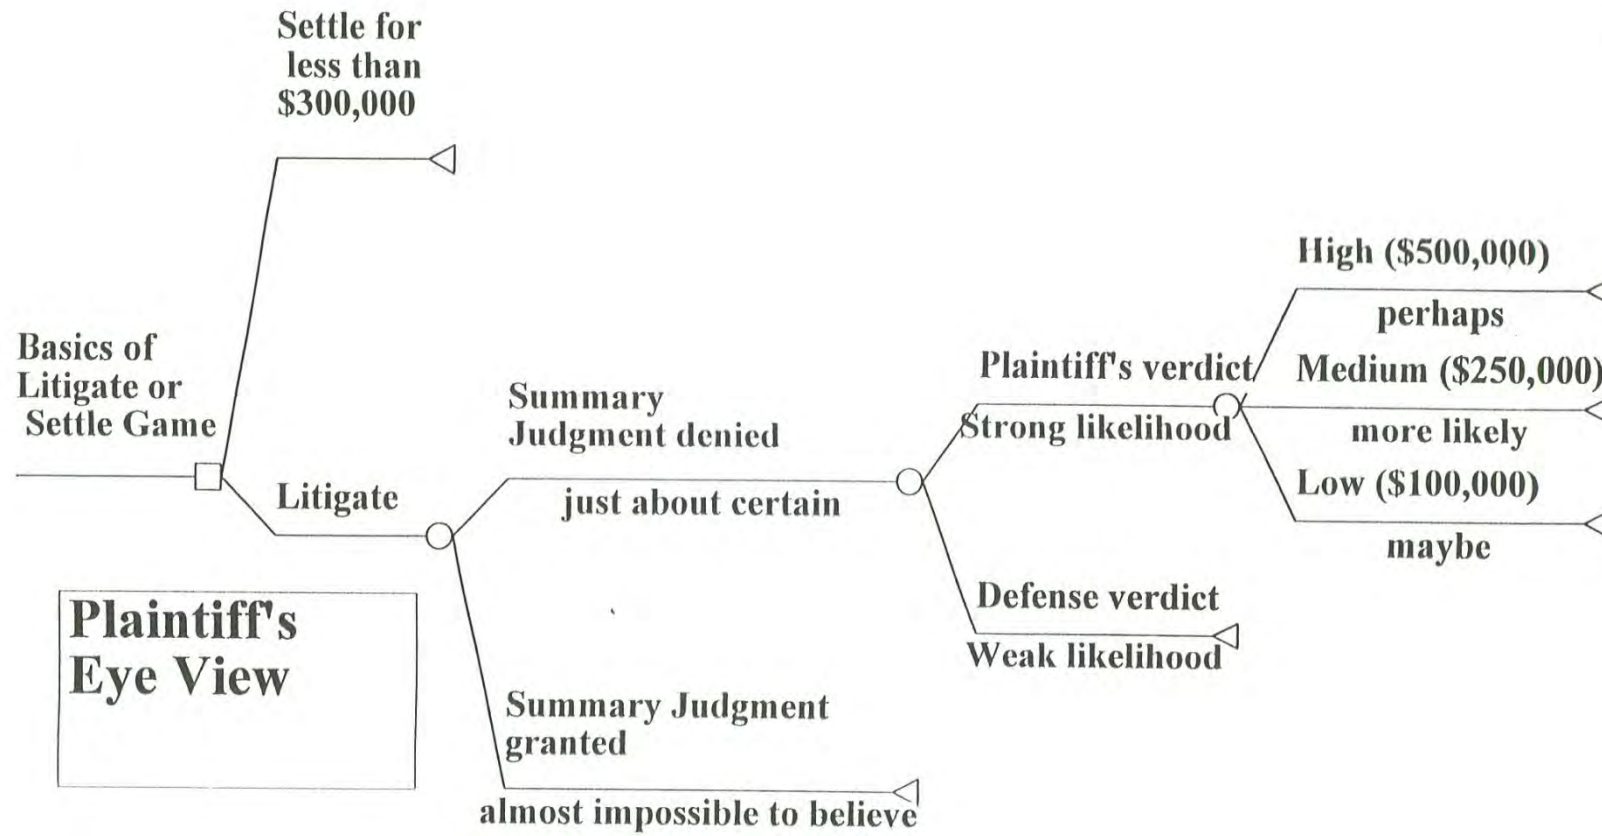 Settle for
less than
$300,000
Basics of
Litigate or
Settle Game
Litigate
Summary
Judgment denied
just about certain
Summary Judgment
granted
almost impossible to believe
Plaintiff's verdict
Strong likelihood
Defense verdict
Weak likelihood
High ($500,000)
perhaps
Medium ($250,000)
more likely
Low ($100,000)
maybe
Plaintiff's
Eye View